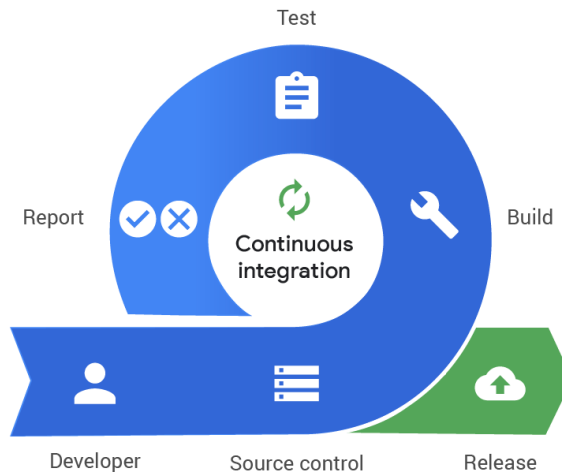 Test
Report
Continuous
integration
Build
Developer
Source control
Release